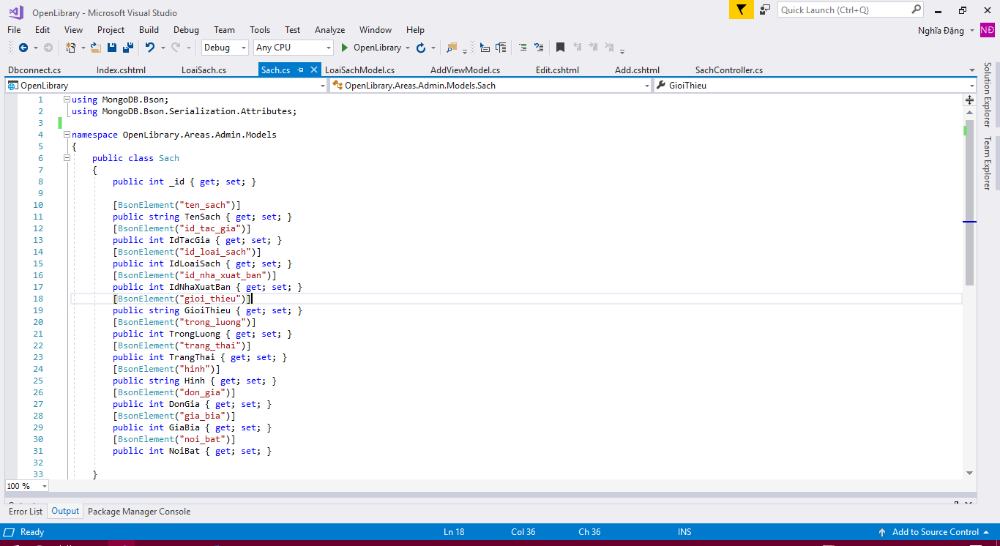 OpenLibrary - Microsoft Visual Studio
Quick Launch (Ctrl+Q)
File Edit View Project Build Debug Team Tools Test Analyze Window Help
Nghĩa Đặng NĐ
Debug Any CPU OpenLibrary
Dbconnect.cs Index.cshtml LoaiSach.cs Sach.cs LoaiSachModel.cs AddViewModel.cs Edit.cshtml Add.cshtml SachController.cs
OpenLibrary OpenLibrary.Areas.Admin.Models.Sach GioiThieu
1 using MongoDB.Bson;
2 using MongoDB.Bson.Serialization.Attributes;
3
4 namespace OpenLibrary.Areas.Admin.Models
5 {
6 public class Sach
7 {
8 public int _id { get; set; }
9
10 [BsonElement("ten_sach")]
11 public string TenSach { get; set; }
12 [BsonElement("id_tac_gia")]
13 public int IdTacGia { get; set; }
14 [BsonElement("id_loai_sach")]
15 public int IdLoaiSach { get; set; }
16 [BsonElement("id_nha_xuat_ban")]
17 public int IdNhaXuatBan { get; set; }
18 [BsonElement("gioi_thieu")]
19 public string GioiThieu { get; set; }
20 [BsonElement("trong_luong")]
21 public int TrongLuong { get; set; }
22 [BsonElement("trang_thai")]
23 public int TrangThai { get; set; }
24 [BsonElement("hinh")]
25 public string Hinh { get; set; }
26 [BsonElement("don_gia")]
27 public int DonGia { get; set; }
28 [BsonElement("gia_bia")]
29 public int GiaBia { get; set; }
30 [BsonElement("noi_bat")]
31 public int NoiBat { get; set; }
32
33 }
Solution Explorer
Team Explorer
100 %
Error List Output Package Manager Console
Ready Ln 18 Col 36 Ch 36 INS Add to Source Control